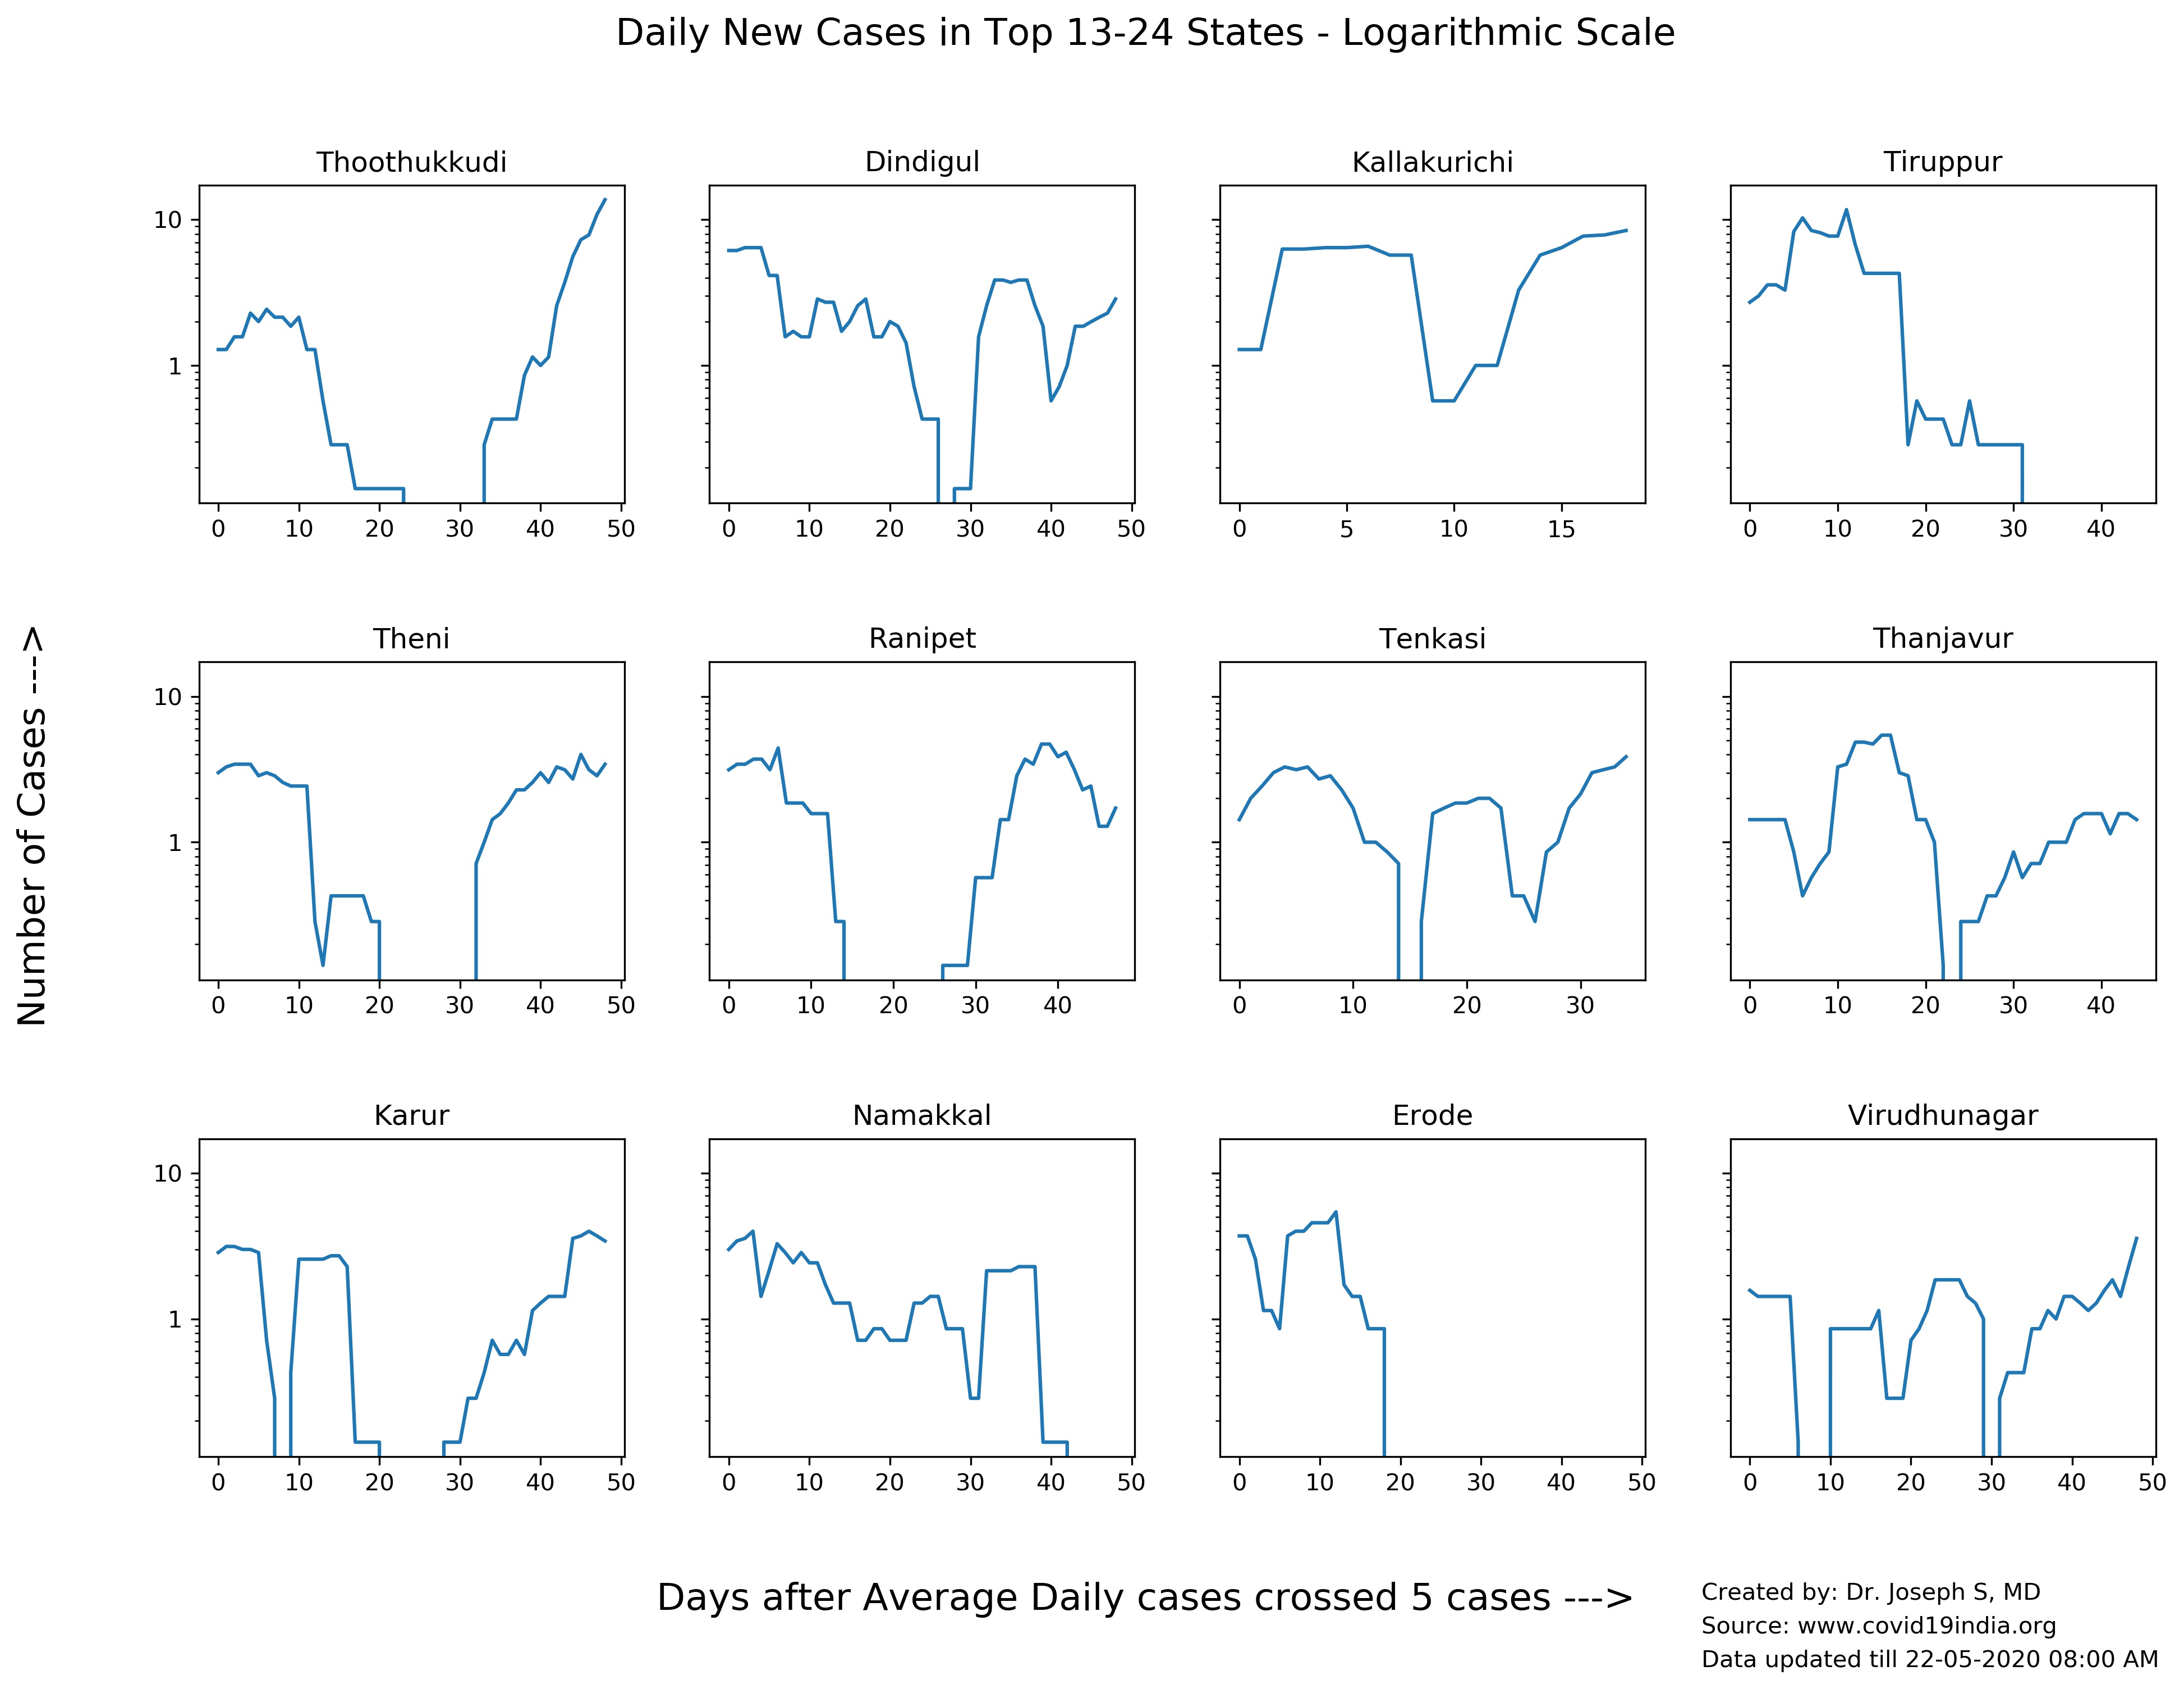 Daily New Cases in Top 13-24 States - Logarithmic Scale
Thoothukkudi Dindigul Kallakurichi Tiruppur
10
1
0 10 20 30 40 50 0 10 20 30 40 50 0 5 10 15 0 10 20 30 40
Theni Ranipet Tenkasi Thanjavur
10
1
0 10 20 30 40 50 0 10 20 30 40 0 10 20 30 0 10 20 30 40
Karur Namakkal Erode Virudhunagar
10
1
0 10 20 30 40 50 0 10 20 30 40 50 0 10 20 30 40 50 0 10 20 30 40 50
Number of Cases --->
Days after Average Daily cases crossed 5 cases --->
Created by: Dr. Joseph S, MD
Source: www.covid19india.org
Data updated till 22-05-2020 08:00 AM